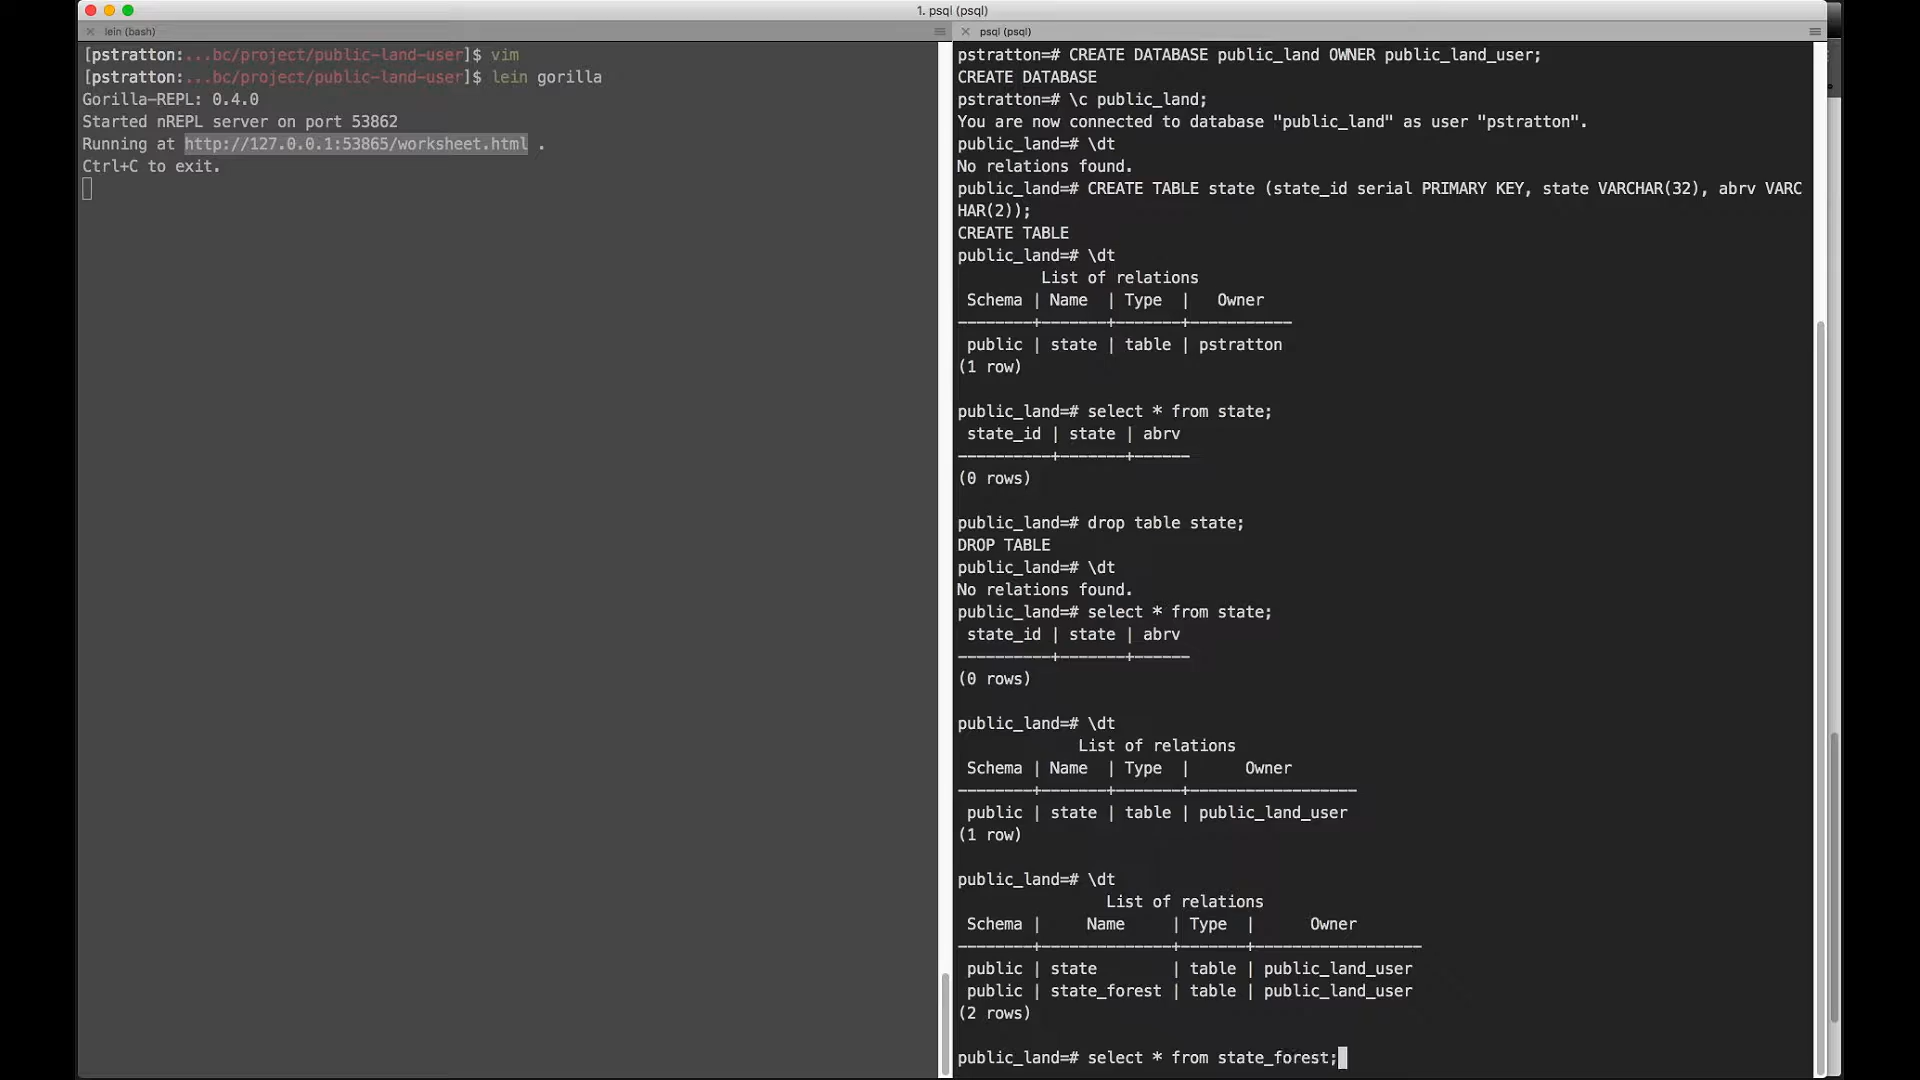 1. psql (psql)
lein (bash)
[pstratton:...bc/project/public-land-user]$ vim
[pstratton:...bc/project/public-land-user]$ lein gorilla
Gorilla-REPL: 0.4.0
Started nREPL server on port 53862
Running at http://127.0.0.1:53865/worksheet.html .
Ctrl+C to exit.
psql (psql)
pstratton=# CREATE DATABASE public_land OWNER public_land_user;
CREATE DATABASE
pstratton=# \c public_land;
You are now connected to database "public_land" as user "pstratton".
public_land=# \dt
No relations found.
public_land=# CREATE TABLE state (state_id serial PRIMARY KEY, state VARCHAR(32), abrv VARC
HAR(2));
CREATE TABLE
public_land=# \dt
List of relations
Schema | Name | Type | Owner
--------+-------+-------+-----------
public | state | table | pstratton
(1 row)
public_land=# select * from state;
state_id | state | abrv
----------+-------+------
(0 rows)
public_land=# drop table state;
DROP TABLE
public_land=# \dt
No relations found.
public_land=# select * from state;
state_id | state | abrv
----------+-------+------
(0 rows)
public_land=# \dt
List of relations
Schema | Name | Type | Owner
--------+-------+-------+------------------
public | state | table | public_land_user
(1 row)
public_land=# \dt
List of relations
Schema | Name | Type | Owner
--------+--------------+-------+------------------
public | state | table | public_land_user
public | state_forest | table | public_land_user
(2 rows)
public_land=# select * from state_forest;